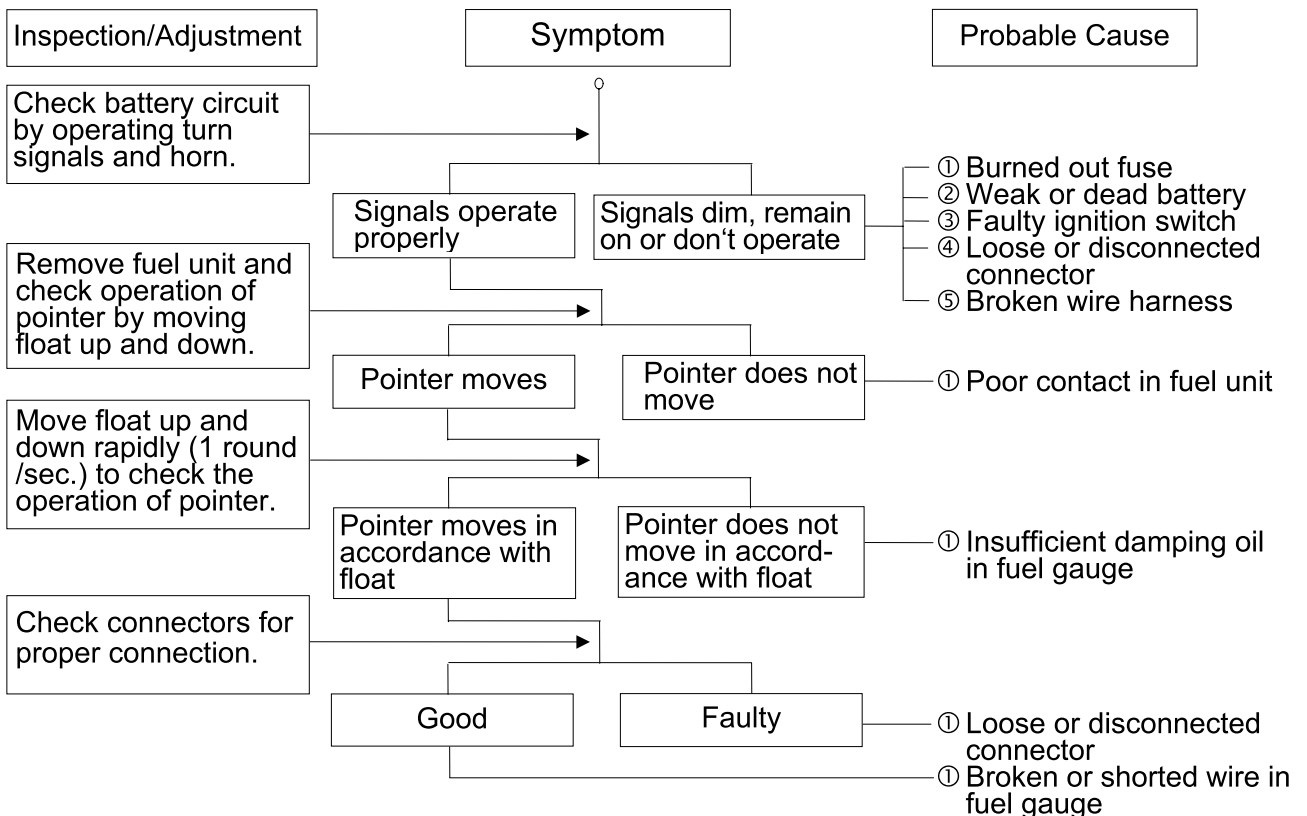 Inspection/Adjustment
Symptom
Probable Cause
Check battery circuit
by operating turn
signals and horn.
Signals operate
properly
Signals dim, remain
on or don't operate
① Burned out fuse
② Weak or dead battery
③ Faulty ignition switch
④ Loose or disconnected
connector
⑤ Broken wire harness
Remove fuel unit and
check operation of
pointer by moving
float up and down.
Pointer moves
Pointer does not
move
① Poor contact in fuel unit
Move float up and
down rapidly (1 round
/sec.) to check the
operation of pointer.
Pointer moves in
accordance with
float
Pointer does not
move in accord-
ance with float
① Insufficient damping oil
in fuel gauge
Check connectors for
proper connection.
Good
Faulty
① Loose or disconnected
connector
① Broken or shorted wire in
fuel gauge